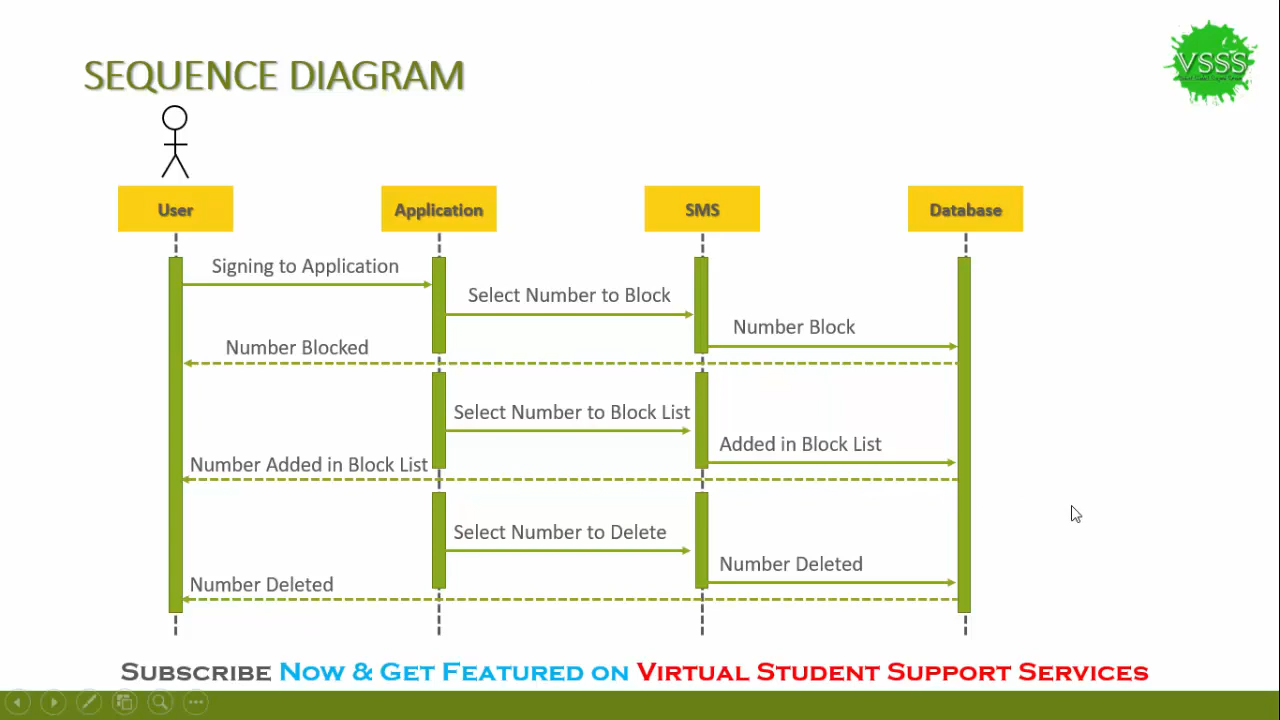 SEQUENCE DIAGRAM
VSSS
User
Application
SMS
Database
Signing to Application
Select Number to Block
Number Block
Number Blocked
Select Number to Block List
Added in Block List
Number Added in Block List
Select Number to Delete
Number Deleted
Number Deleted
Subscribe Now & Get Featured on Virtual Student Support Services